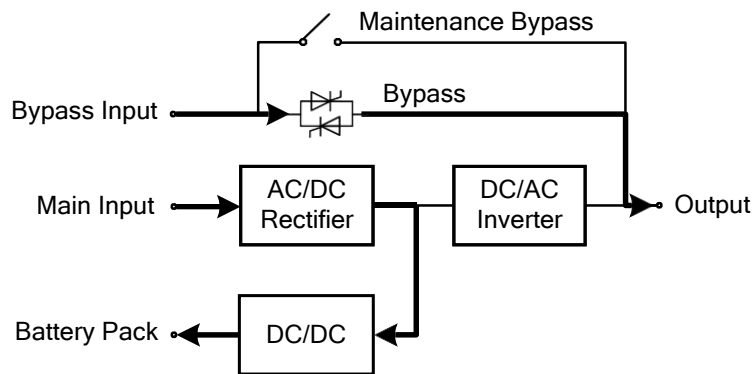 Maintenance Bypass
Bypass Input
Bypass
Main Input
AC/DC
Rectifier
DC/AC
Inverter
Output
Battery Pack
DC/DC